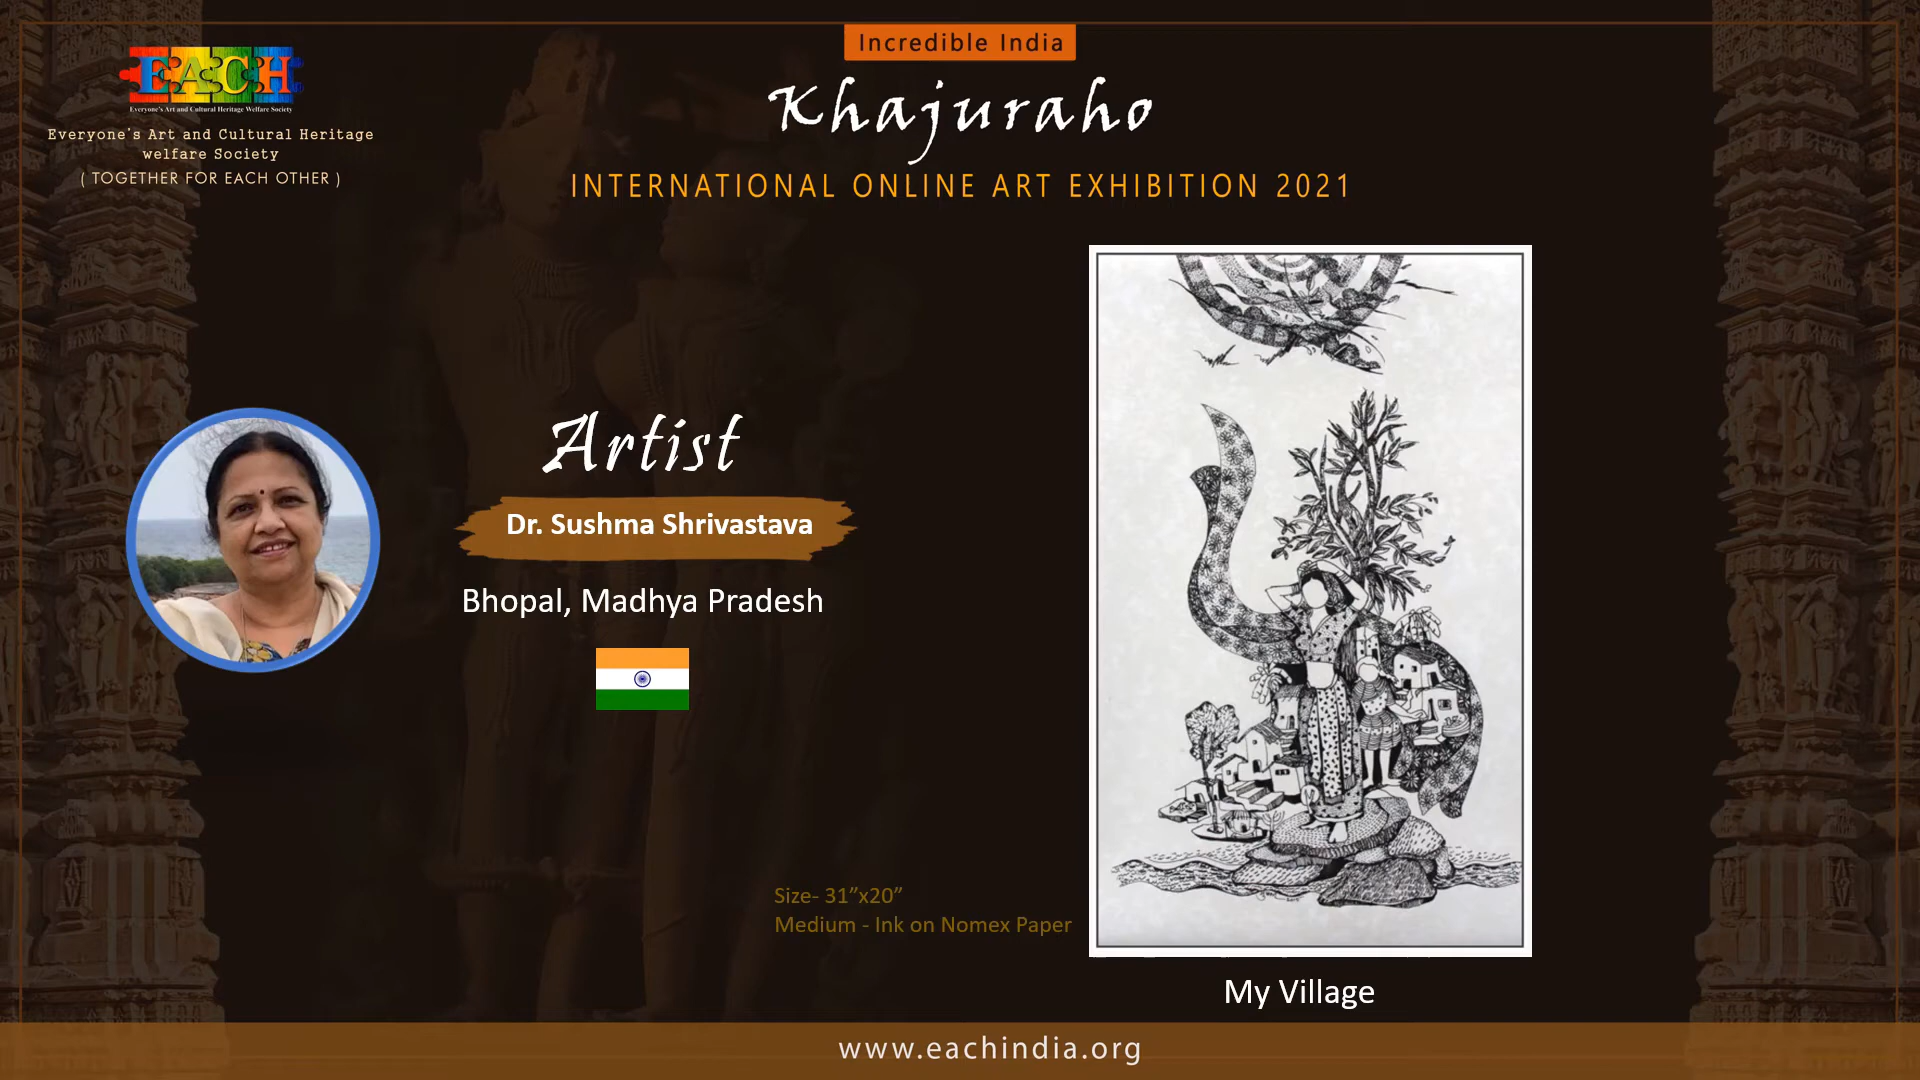 Incredible India
Khajuraho
INTERNATIONAL ONLINE ART EXHIBITION 2021
EACH
Everyone's Art and Cultural Heritage Welfare Society
Everyone's Art and Cultural Heritage
welfare Society
( TOGETHER FOR EACH OTHER )
Artist
Dr. Sushma Shrivastava
Bhopal, Madhya Pradesh
Size- 31”x20”
Medium - Ink on Nomex Paper
My Village
www.eachindia.org